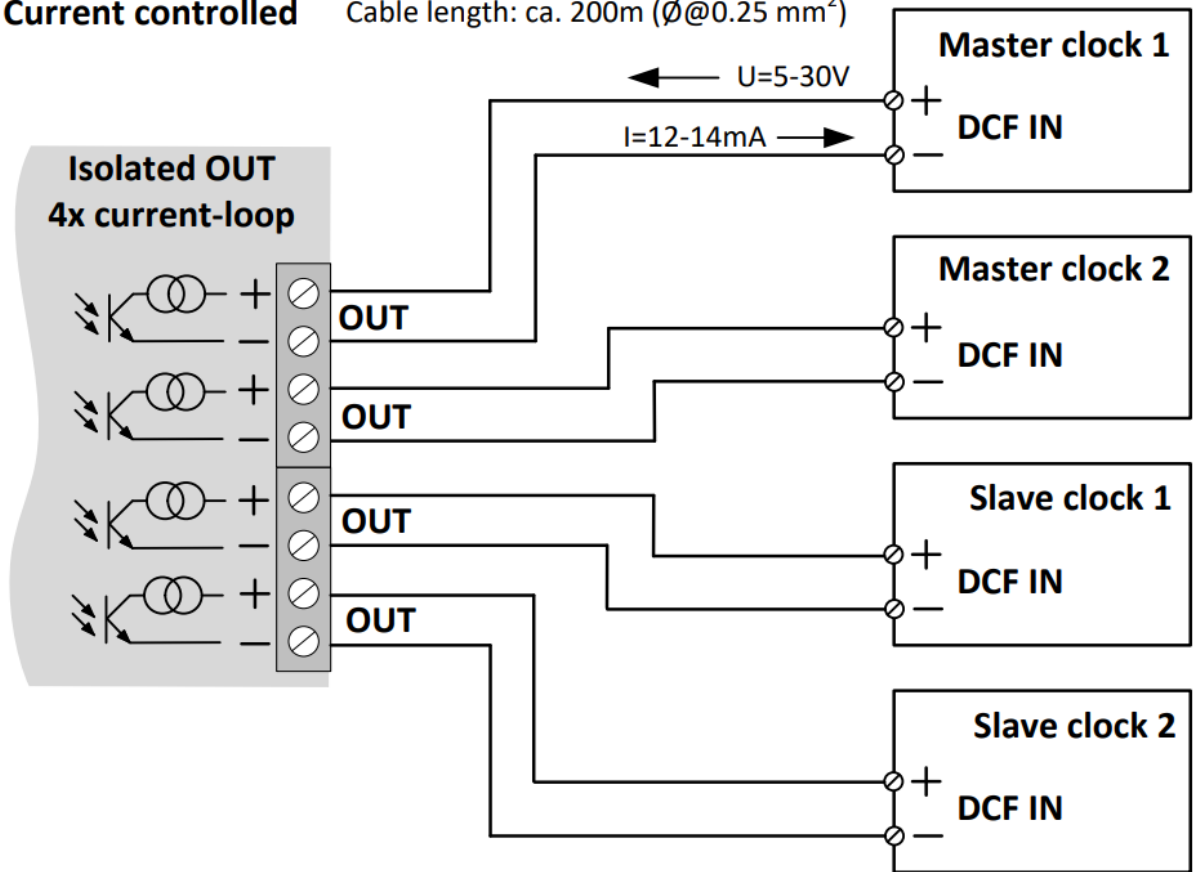 Current controlled
Cable length: ca. 200m (Ø@0.25 mm²)
U=5-30V
I=12-14mA
Master clock 1
+
DCF IN
−
Isolated OUT
4x current-loop
+
OUT
−
+
OUT
−
+
OUT
−
+
OUT
−
Master clock 2
+
DCF IN
−
Slave clock 1
+
DCF IN
−
Slave clock 2
+
DCF IN
−